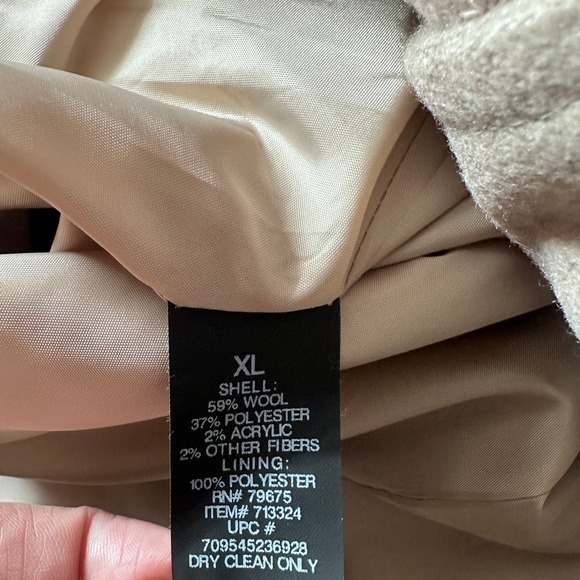 XL
SHELL:
59% WOOL
37% POLYESTER
2% ACRYLIC
2% OTHER FIBERS
LINING:
100% POLYESTER
RN# 79675
ITEM# 713324
UPC #
709545236928
DRY CLEAN ONLY